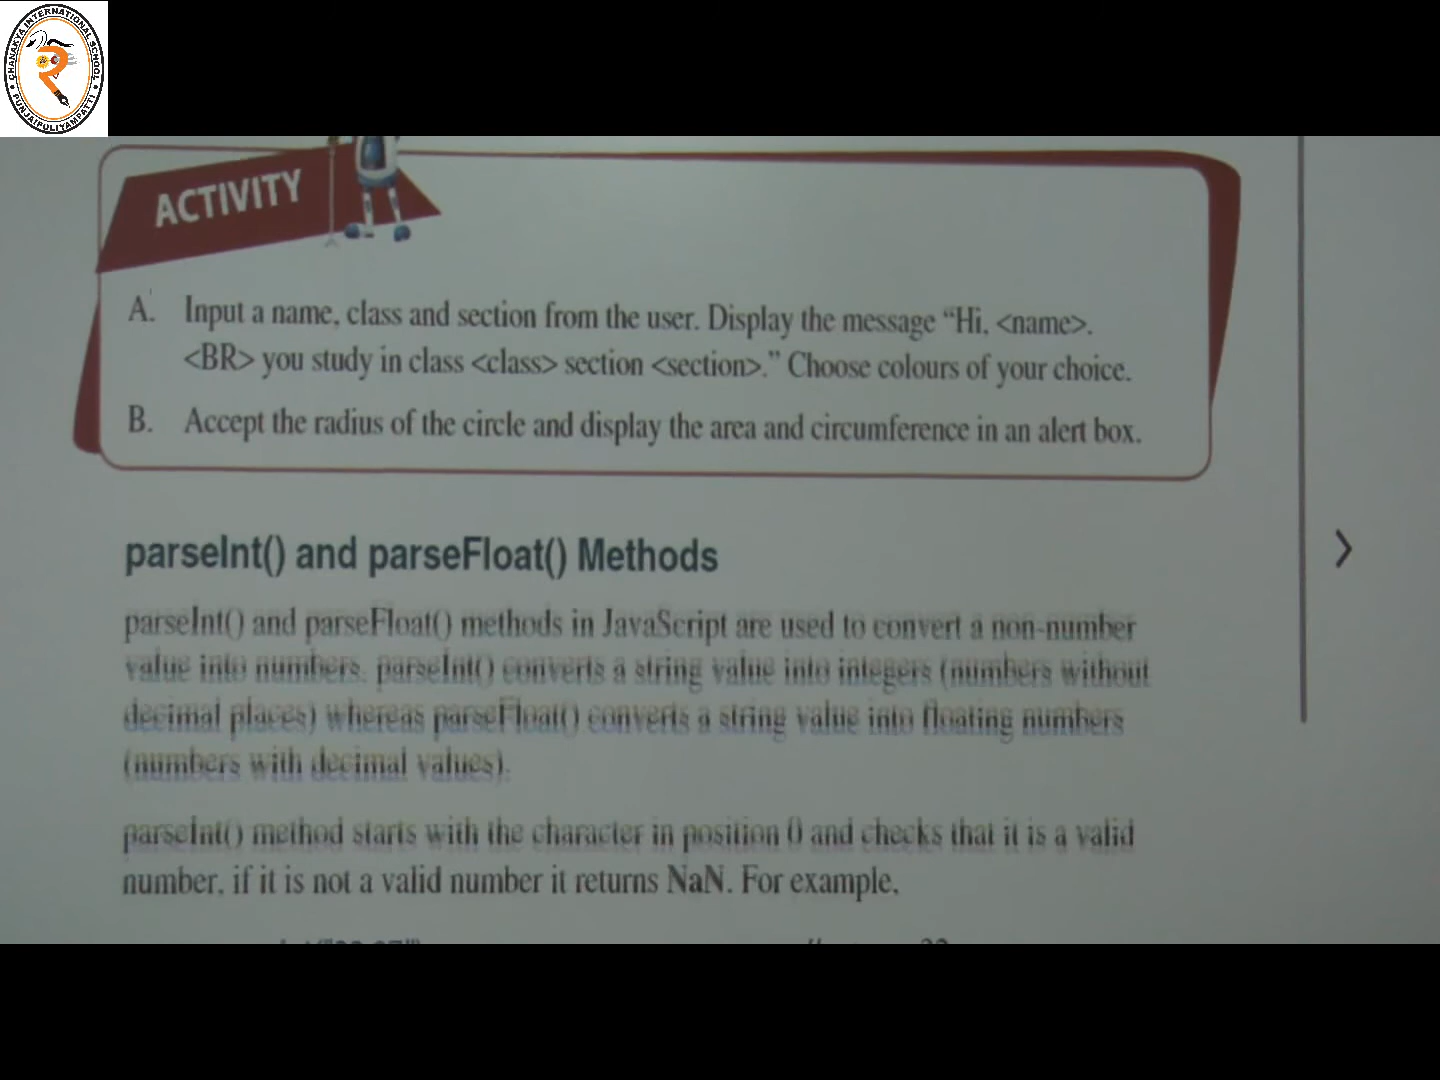 CHANAKYA INTERNATIONAL SCHOOL
PUNJAIPULIYAMPATTI
ACTIVITY
A. Input a name, class and section from the user. Display the message “Hi, <name>.
<BR> you study in class <class> section <section>.” Choose colours of your choice.
B. Accept the radius of the circle and display the area and circumference in an alert box.
parseInt() and parseFloat() Methods
parseInt() and parseFloat() methods in JavaScript are used to convert a non-number
value into numbers. parseInt() converts a string value into integers (numbers without
decimal places) whereas parseFloat() converts a string value into floating numbers
(numbers with decimal values).
parseInt() method starts with the character in position 0 and checks that it is a valid
number, if it is not a valid number it returns NaN. For example,